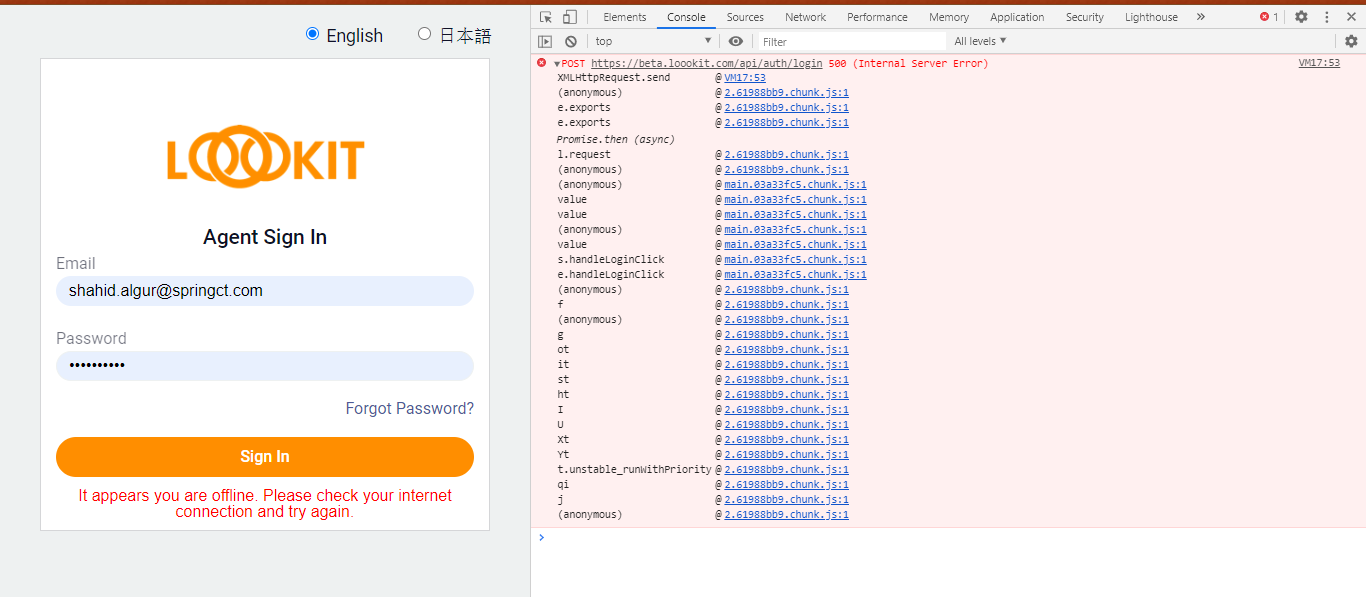 English 日本語
LOOOKIT
Agent Sign In
Email
shahid.algur@springct.com
Password
••••••••••
Forgot Password?
Sign In
It appears you are offline. Please check your internet
connection and try again.
Elements Console Sources Network Performance Memory Application Security Lighthouse » 1
top Filter All levels
POST https://beta.loookit.com/api/auth/login 500 (Internal Server Error) VM17:53
XMLHttpRequest.send @ VM17:53
(anonymous) @ 2.61988bb9.chunk.js:1
e.exports @ 2.61988bb9.chunk.js:1
e.exports @ 2.61988bb9.chunk.js:1
Promise.then (async)
l.request @ 2.61988bb9.chunk.js:1
(anonymous) @ 2.61988bb9.chunk.js:1
(anonymous) @ main.03a33fc5.chunk.js:1
value @ main.03a33fc5.chunk.js:1
value @ main.03a33fc5.chunk.js:1
(anonymous) @ main.03a33fc5.chunk.js:1
value @ main.03a33fc5.chunk.js:1
s.handleLoginClick @ main.03a33fc5.chunk.js:1
e.handleLoginClick @ main.03a33fc5.chunk.js:1
(anonymous) @ 2.61988bb9.chunk.js:1
f @ 2.61988bb9.chunk.js:1
(anonymous) @ 2.61988bb9.chunk.js:1
g @ 2.61988bb9.chunk.js:1
ot @ 2.61988bb9.chunk.js:1
it @ 2.61988bb9.chunk.js:1
st @ 2.61988bb9.chunk.js:1
ht @ 2.61988bb9.chunk.js:1
I @ 2.61988bb9.chunk.js:1
U @ 2.61988bb9.chunk.js:1
Xt @ 2.61988bb9.chunk.js:1
Yt @ 2.61988bb9.chunk.js:1
t.unstable_runWithPriority @ 2.61988bb9.chunk.js:1
qi @ 2.61988bb9.chunk.js:1
j @ 2.61988bb9.chunk.js:1
(anonymous) @ 2.61988bb9.chunk.js:1